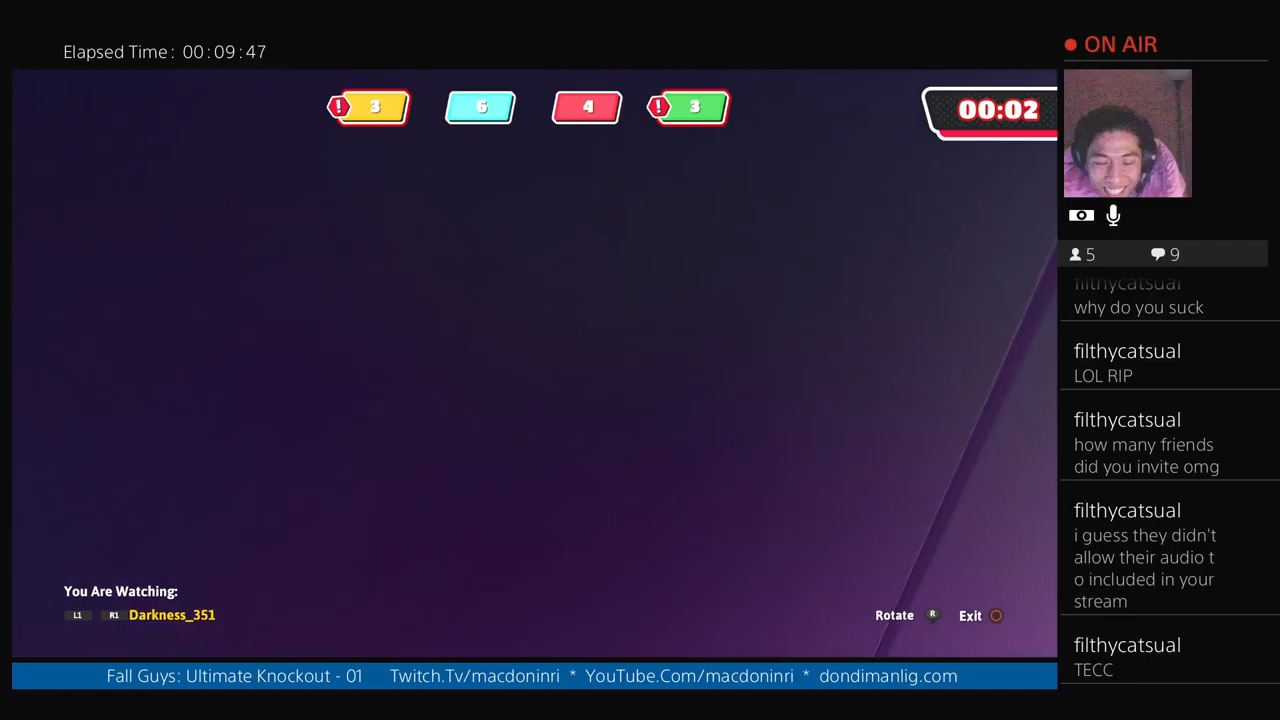 Elapsed Time: 00:09:47
ON AIR
! 3
6
4
! 3
00:02
5
9
filthycatsual
why do you suck
filthycatsual
LOL RIP
filthycatsual
how many friends
did you invite omg
filthycatsual
i guess they didn't
allow their audio t
o included in your
stream
filthycatsual
TECC
You Are Watching:
L1 R1 Darkness_351
Rotate R Exit
Fall Guys: Ultimate Knockout - 01 Twitch.Tv/macdoninri * YouTube.Com/macdoninri * dondimanlig.com